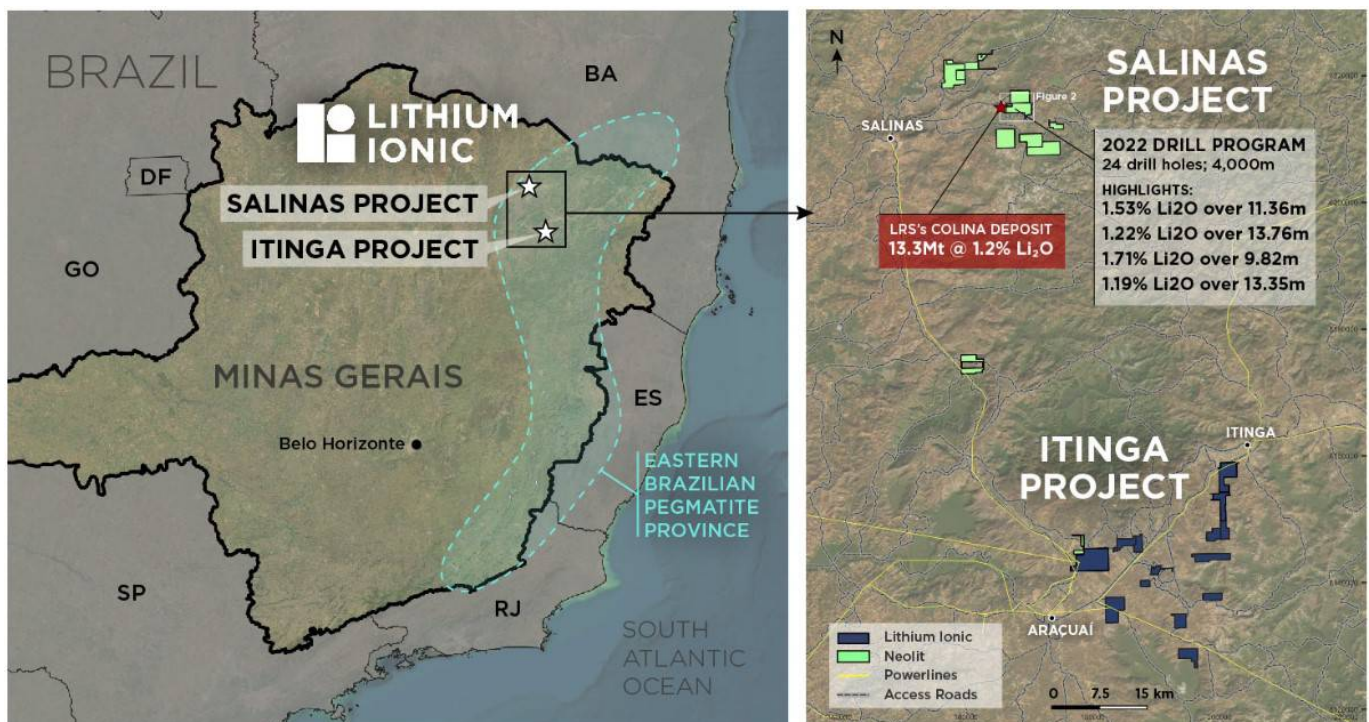 BRAZIL
BA
LITHIUM
IONIC
DF
SALINAS PROJECT
ITINGA PROJECT
GO
MINAS GERAIS
ES
Belo Horizonte
EASTERN
BRAZILIAN
PEGMATITE
PROVINCE
SP
RJ
SOUTH
ATLANTIC
OCEAN
N
SALINAS
PROJECT
Figure 2
SALINAS
2022 DRILL PROGRAM
24 drill holes; 4,000m
HIGHLIGHTS:
1.53% Li2O over 11.36m
1.22% Li2O over 13.76m
1.71% Li2O over 9.82m
1.19% Li2O over 13.35m
LRS's COLINA DEPOSIT
13.3Mt @ 1.2% Li₂O
ITINGA
ITINGA
PROJECT
ARAÇUAÍ
Lithium Ionic
Neolit
Powerlines
Access Roads
0 7.5 15 km